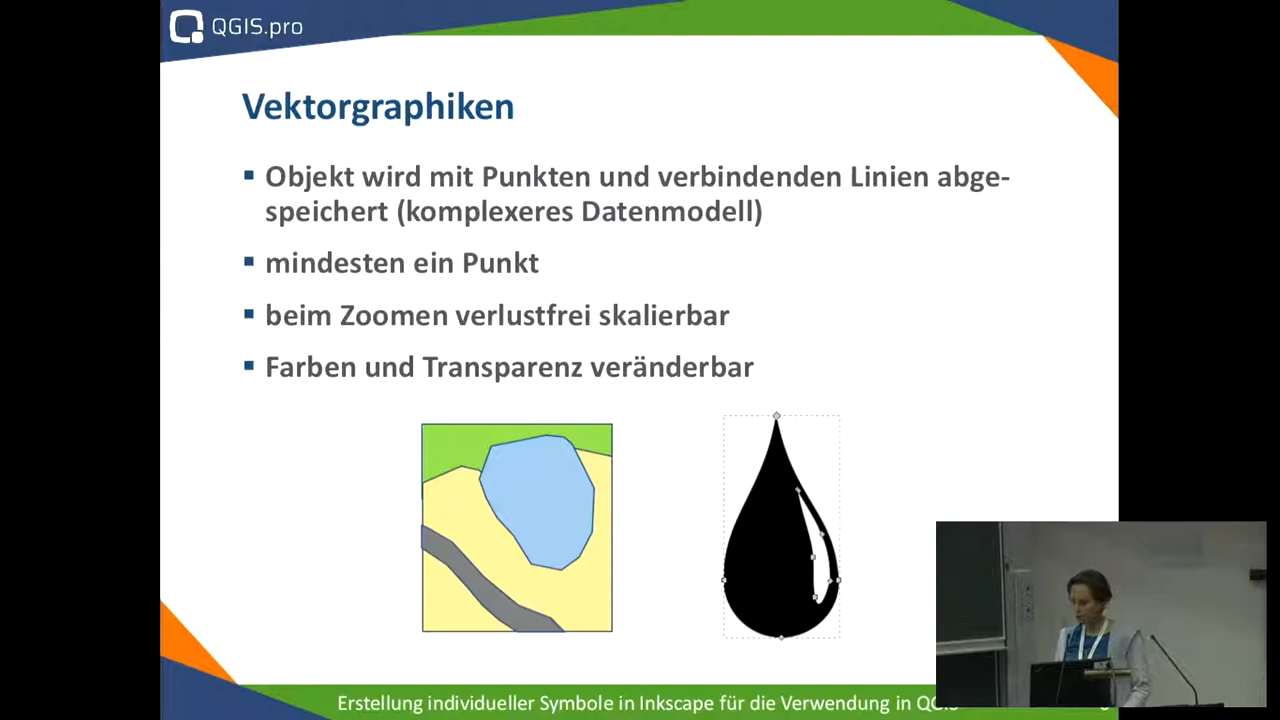 QGIS.pro
Vektorgraphiken
Objekt wird mit Punkten und verbindenden Linien abge-
speichert (komplexeres Datenmodell)
mindesten ein Punkt
beim Zoomen verlustfrei skalierbar
Farben und Transparenz veränderbar
Erstellung individueller Symbole in Inkscape für die Verwendung in QGIS